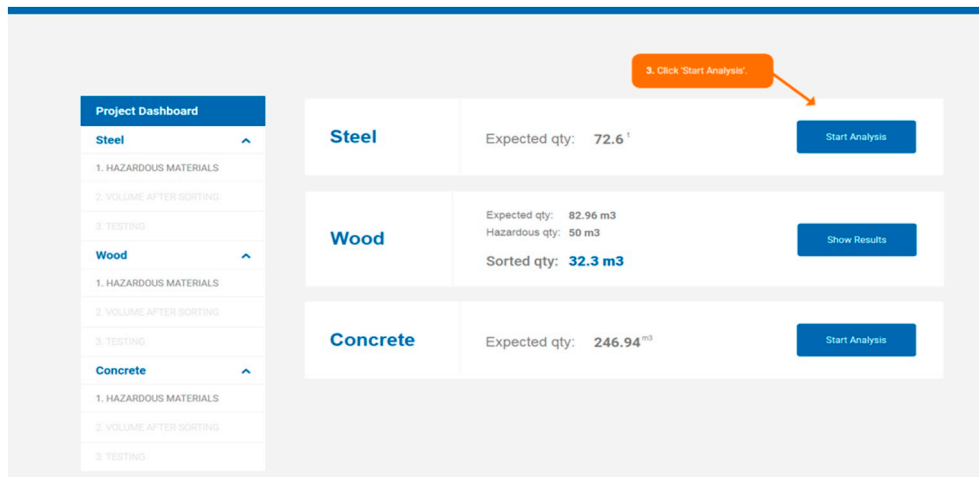 3. Click 'Start Analysis'.
Project Dashboard
Steel
1. HAZARDOUS MATERIALS
2. VOLUME AFTER SORTING
3. TESTING
Wood
1. HAZARDOUS MATERIALS
2. VOLUME AFTER SORTING
3. TESTING
Concrete
1. HAZARDOUS MATERIALS
2. VOLUME AFTER SORTING
3. TESTING
Steel
Expected qty: 72.6 t
Start Analysis
Wood
Expected qty: 82.96 m3
Hazardous qty: 50 m3
Sorted qty: 32.3 m3
Show Results
Concrete
Expected qty: 246.94 m3
Start Analysis